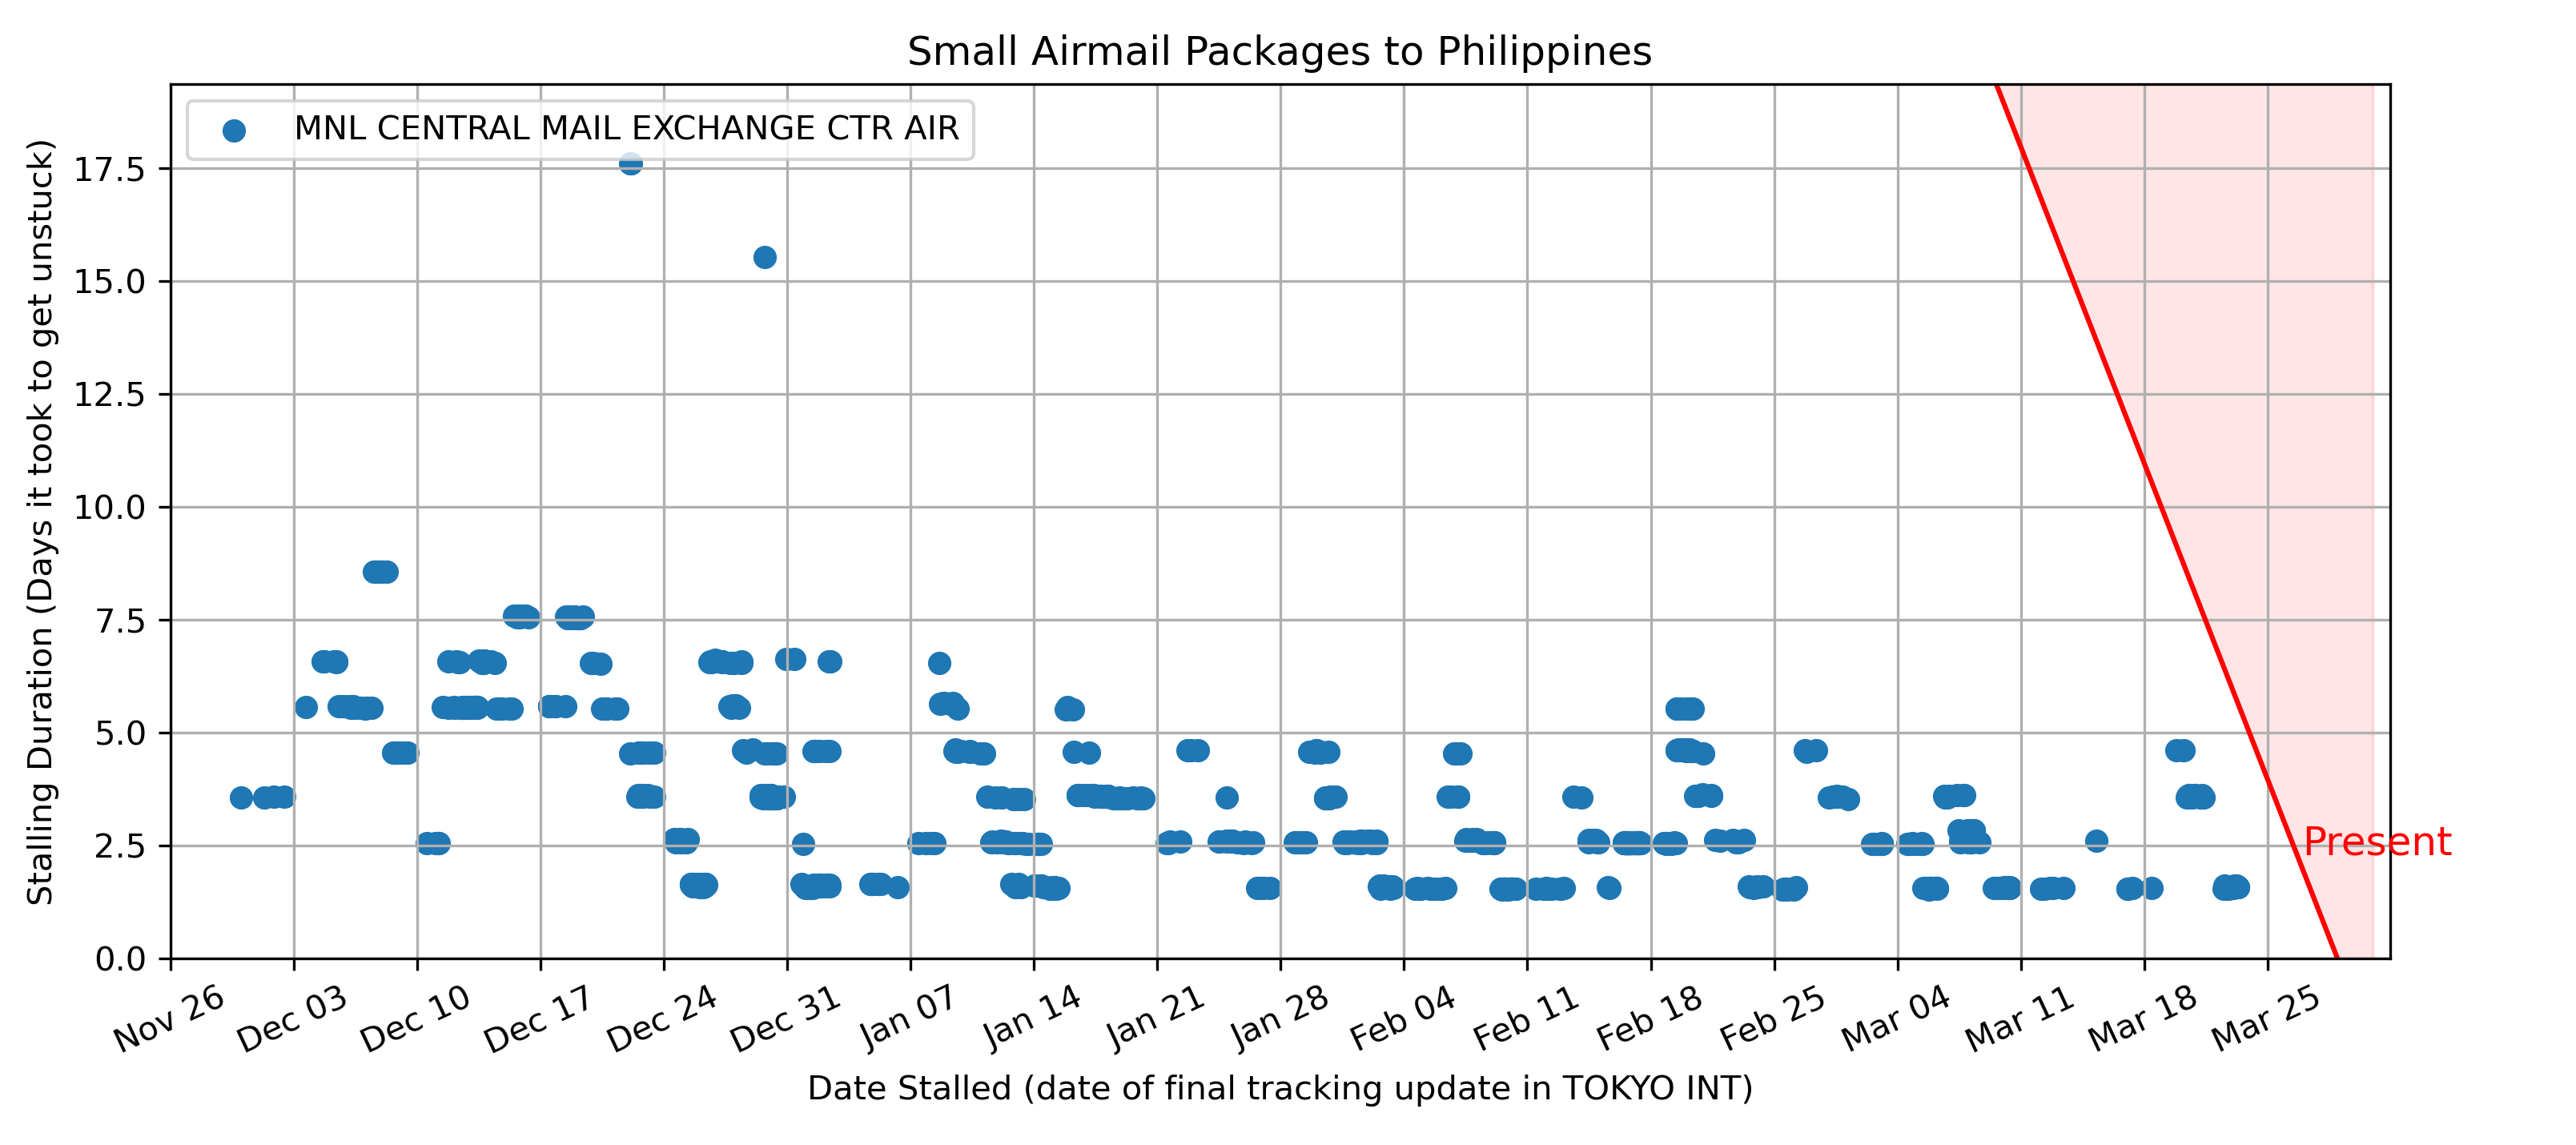 Small Airmail Packages to Philippines
MNL CENTRAL MAIL EXCHANGE CTR AIR
Stalling Duration (Days it took to get unstuck)
17.5
15.0
12.5
10.0
7.5
5.0
2.5
0.0
Present
Nov 26 Dec 03 Dec 10 Dec 17 Dec 24 Dec 31 Jan 07 Jan 14 Jan 21 Jan 28 Feb 04 Feb 11 Feb 18 Feb 25 Mar 04 Mar 11 Mar 18 Mar 25
Date Stalled (date of final tracking update in TOKYO INT)